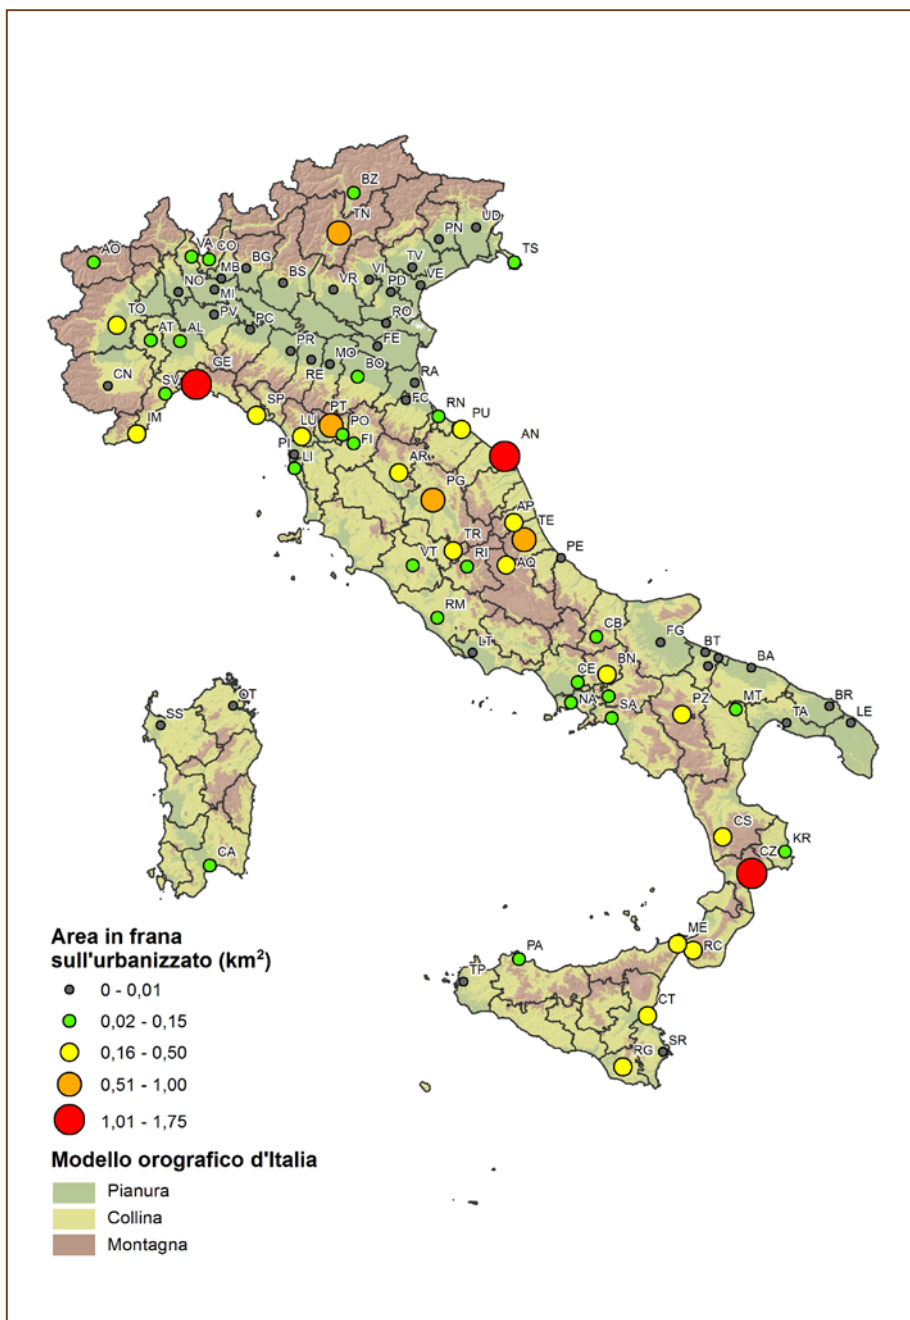 BZ
TN
UD
PN
TS
AO
VA
CO
BG
MB
BS
VR
VI
TV
PD
VE
NO
MI
TO
PV
PC
RO
AT
AL
FE
PR
MO
RE
BO
RA
CN
SV
GE
FC
RN
PU
IM
SP
LU
PT
PO
FI
AN
PI
LI
AR
PG
AP
TE
TR
RI
AQ
PE
VT
RM
LT
CB
FG
BT
BA
CE
BN
NA
SA
PZ
MT
TA
BR
LE
OT
SS
CA
CS
KR
CZ
ME
RC
PA
TP
CT
SR
RG
Area in frana
sull'urbanizzato (km²)
0 - 0,01
0,02 - 0,15
0,16 - 0,50
0,51 - 1,00
1,01 - 1,75
Modello orografico d'Italia
Pianura
Collina
Montagna